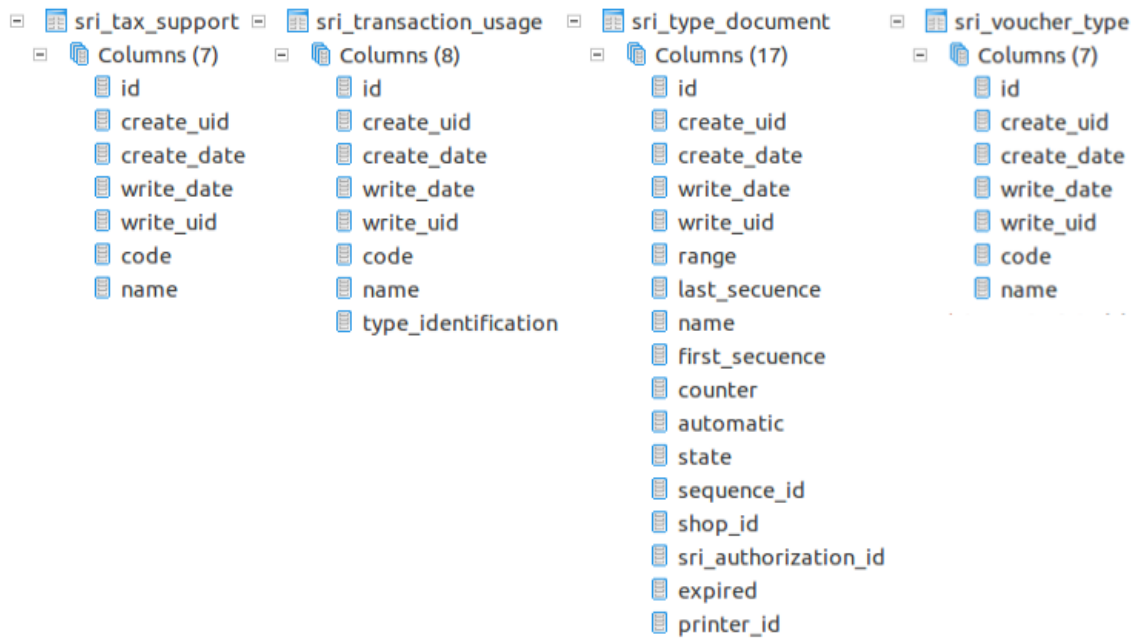 sri_tax_support
Columns (7)
id
create_uid
create_date
write_date
write_uid
code
name
sri_transaction_usage
Columns (8)
id
create_uid
create_date
write_date
write_uid
code
name
type_identification
sri_type_document
Columns (17)
id
create_uid
create_date
write_date
write_uid
range
last_secuence
name
first_secuence
counter
automatic
state
sequence_id
shop_id
sri_authorization_id
expired
printer_id
sri_voucher_type
Columns (7)
id
create_uid
create_date
write_date
write_uid
code
name